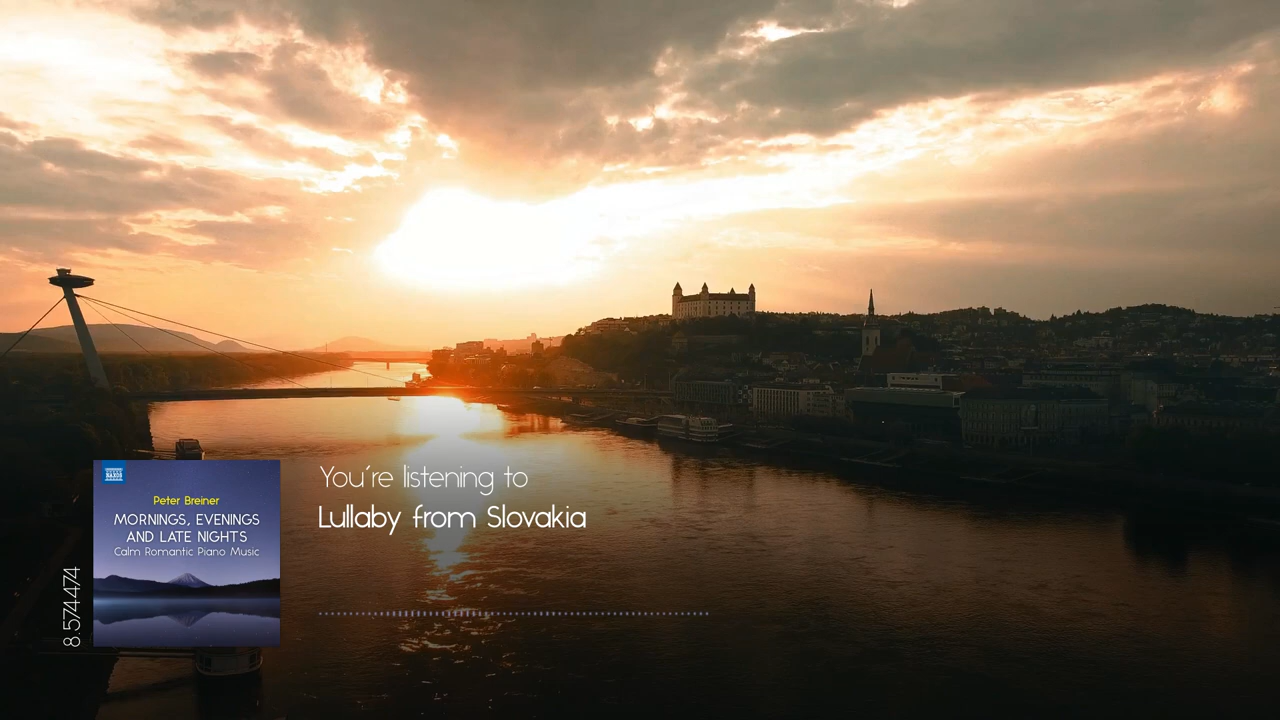 NAXOS
Peter Breiner
MORNINGS, EVENINGS
AND LATE NIGHTS
Calm Romantic Piano Music
8.574474
You're listening to
Lullaby from Slovakia